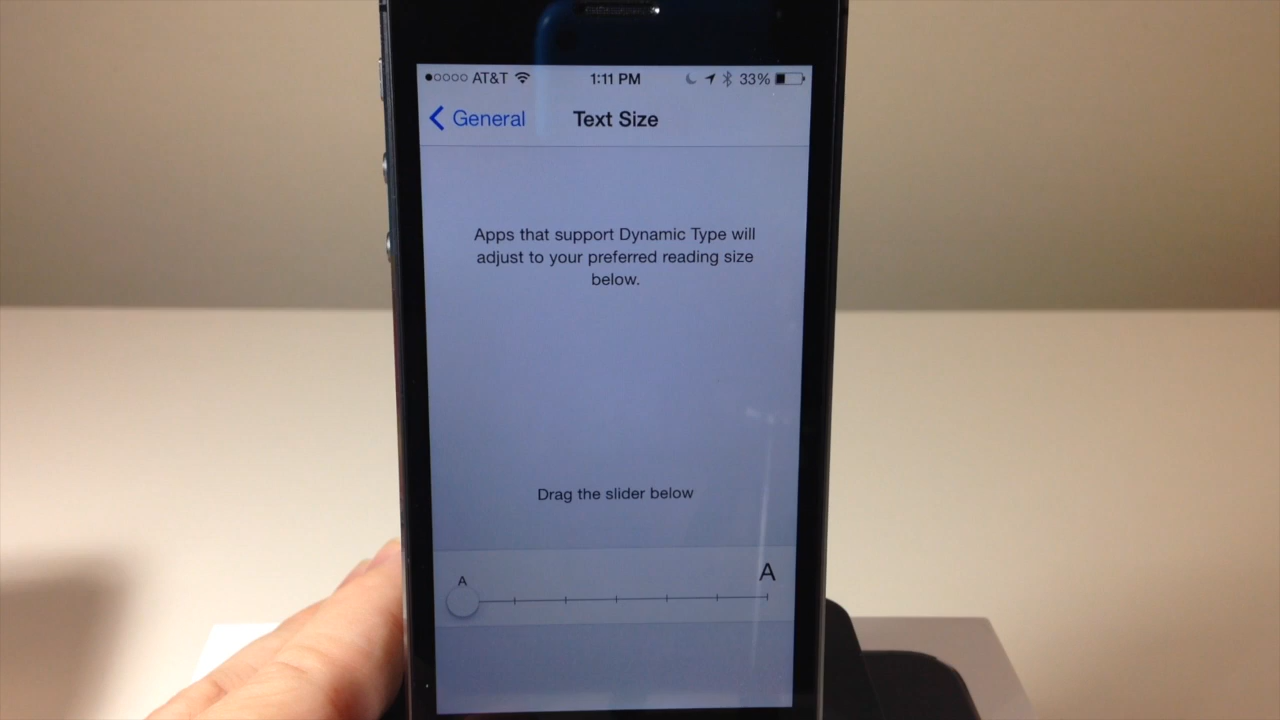 AT&T 1:11 PM 33%
General Text Size
Apps that support Dynamic Type will
adjust to your preferred reading size
below.
Drag the slider below
A A